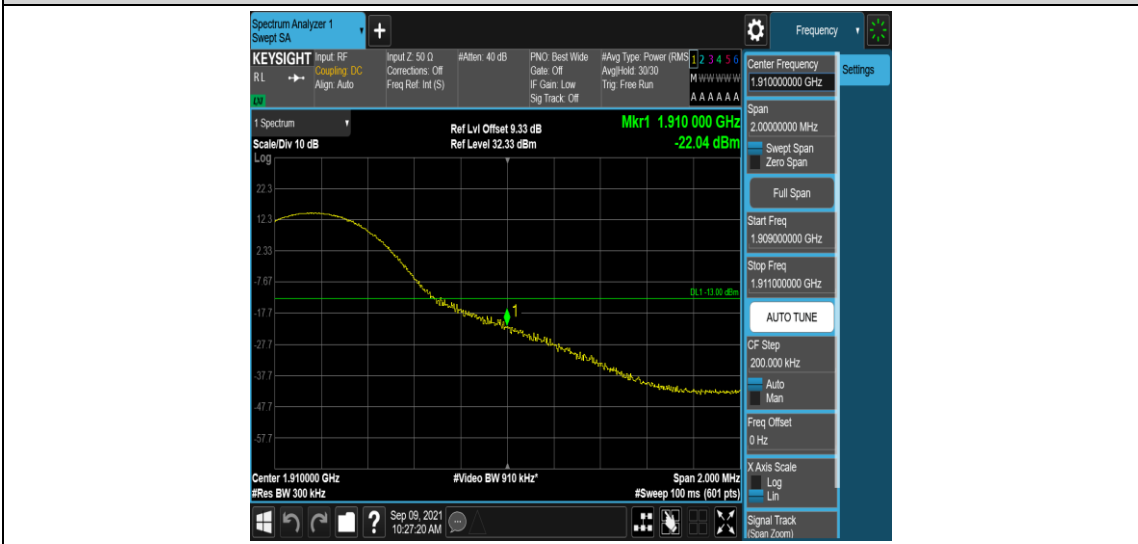 Spectrum Analyzer 1
Swept SA
+
Frequency
KEYSIGHT
RL
LXI
Input: RF
Coupling: DC
Align: Auto
Input Z: 50 Ω
Corrections: Off
Freq Ref: Int (S)
#Atten: 40 dB
PNO: Best Wide
Gate: Off
IF Gain: Low
Sig Track: Off
#Avg Type: Power (RMS
Avg|Hold: 30/30
Trig: Free Run
1 2 3 4 5 6
M W W W W W
A A A A A A
1 Spectrum
Scale/Div 10 dB
Ref Lvl Offset 9.33 dB
Ref Level 32.33 dBm
Mkr1 1.910 000 GHz
-22.04 dBm
Log
22.3
12.3
2.33
-7.67
DL1 -13.00 dBm
1
-17.7
-27.7
-37.7
-47.7
-57.7
Center 1.910000 GHz
#Video BW 910 kHz*
Span 2.000 MHz
#Res BW 300 kHz
#Sweep 100 ms (601 pts)
?
Sep 09, 2021
10:27:20 AM
Center Frequency
1.910000000 GHz
Settings
Span
2.00000000 MHz
Swept Span
Zero Span
Full Span
Start Freq
1.909000000 GHz
Stop Freq
1.911000000 GHz
AUTO TUNE
CF Step
200.000 kHz
Auto
Man
Freq Offset
0 Hz
X Axis Scale
Log
Lin
Signal Track
(Span Zoom)